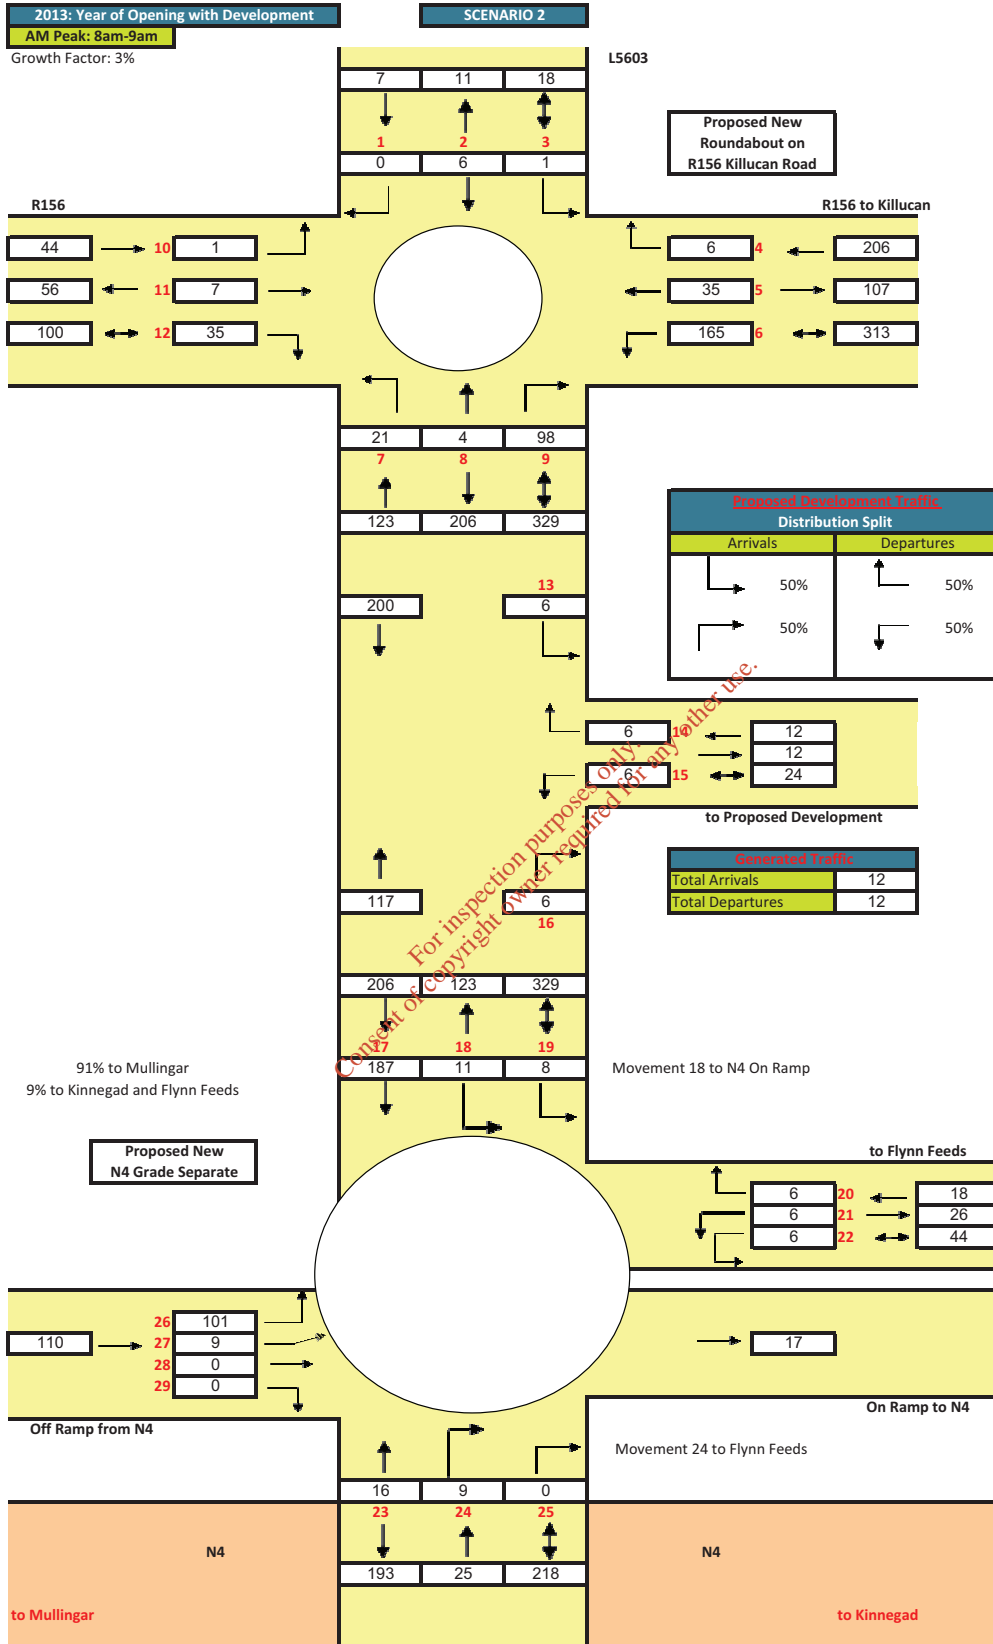 2013: Year of Opening with Development
SCENARIO 2
AM Peak: 8am-9am
Growth Factor: 3%
L5603
7 11 18
1 2 3
0 6 1
Proposed New
Roundabout on
R156 Killucan Road
R156
R156 to Killucan
44 10 1
6 4 206
56 11 7
35 5 107
100 12 35
165 6 313
21 4 98
7 8 9
123 206 329
Proposed Development Traffic
Distribution Split
Arrivals Departures
50% 50%
50% 50%
13
200 6
6 14 12
12
6 15 24
to Proposed Development
Generated Traffic
Total Arrivals 12
Total Departures 12
117 6
16
206 123 329
17 18 19
187 11 8
91% to Mullingar
9% to Kinnegad and Flynn Feeds
Movement 18 to N4 On Ramp
Proposed New
N4 Grade Separate
to Flynn Feeds
6 20 18
6 21 26
6 22 44
26 101
110 27 9
28 0
29 0
17
Off Ramp from N4
On Ramp to N4
Movement 24 to Flynn Feeds
16 9 0
23 24 25
N4
N4
193 25 218
to Mullingar
to Kinnegad
For inspection purposes only.
Consent of copyright owner required for any other use.